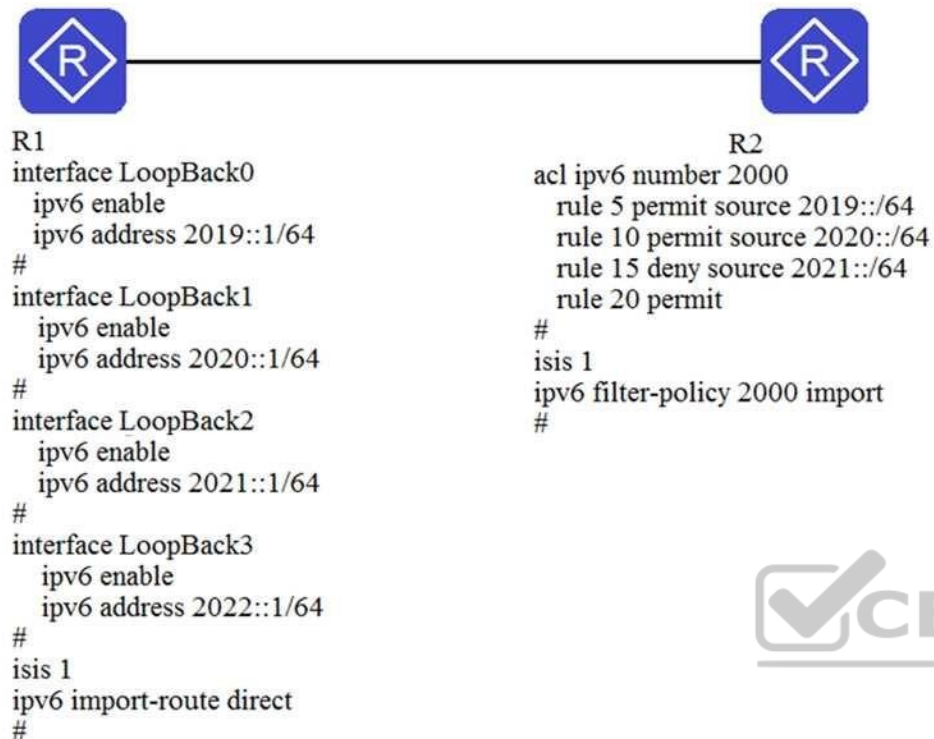 R
R
R1
interface LoopBack0
ipv6 enable
ipv6 address 2019::1/64
#
interface LoopBack1
ipv6 enable
ipv6 address 2020::1/64
#
interface LoopBack2
ipv6 enable
ipv6 address 2021::1/64
#
interface LoopBack3
ipv6 enable
ipv6 address 2022::1/64
#
isis 1
ipv6 import-route direct
#
R2
acl ipv6 number 2000
rule 5 permit source 2019::/64
rule 10 permit source 2020::/64
rule 15 deny source 2021::/64
rule 20 permit
#
isis 1
ipv6 filter-policy 2000 import
#